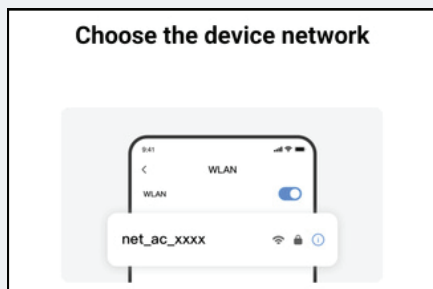 Choose the device network
9:41
WLAN
WLAN
net_ac_xxxx